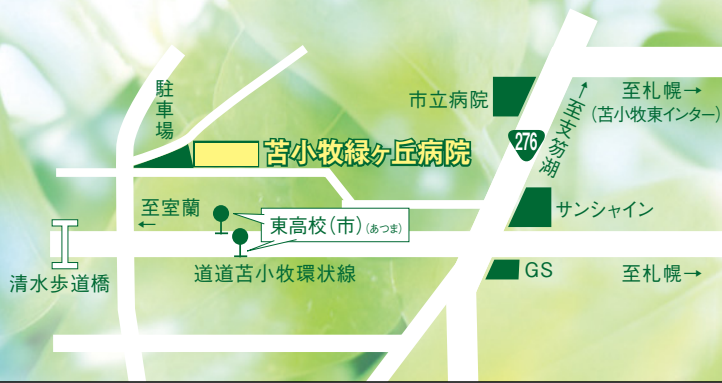 駐車場
苫小牧緑ヶ丘病院
市立病院
276
↑至支笏湖
至札幌→
(苫小牧東インター)
サンシャイン
至室蘭
←
東高校(市)(あつま)
清水歩道橋
道道苫小牧環状線
GS
至札幌→